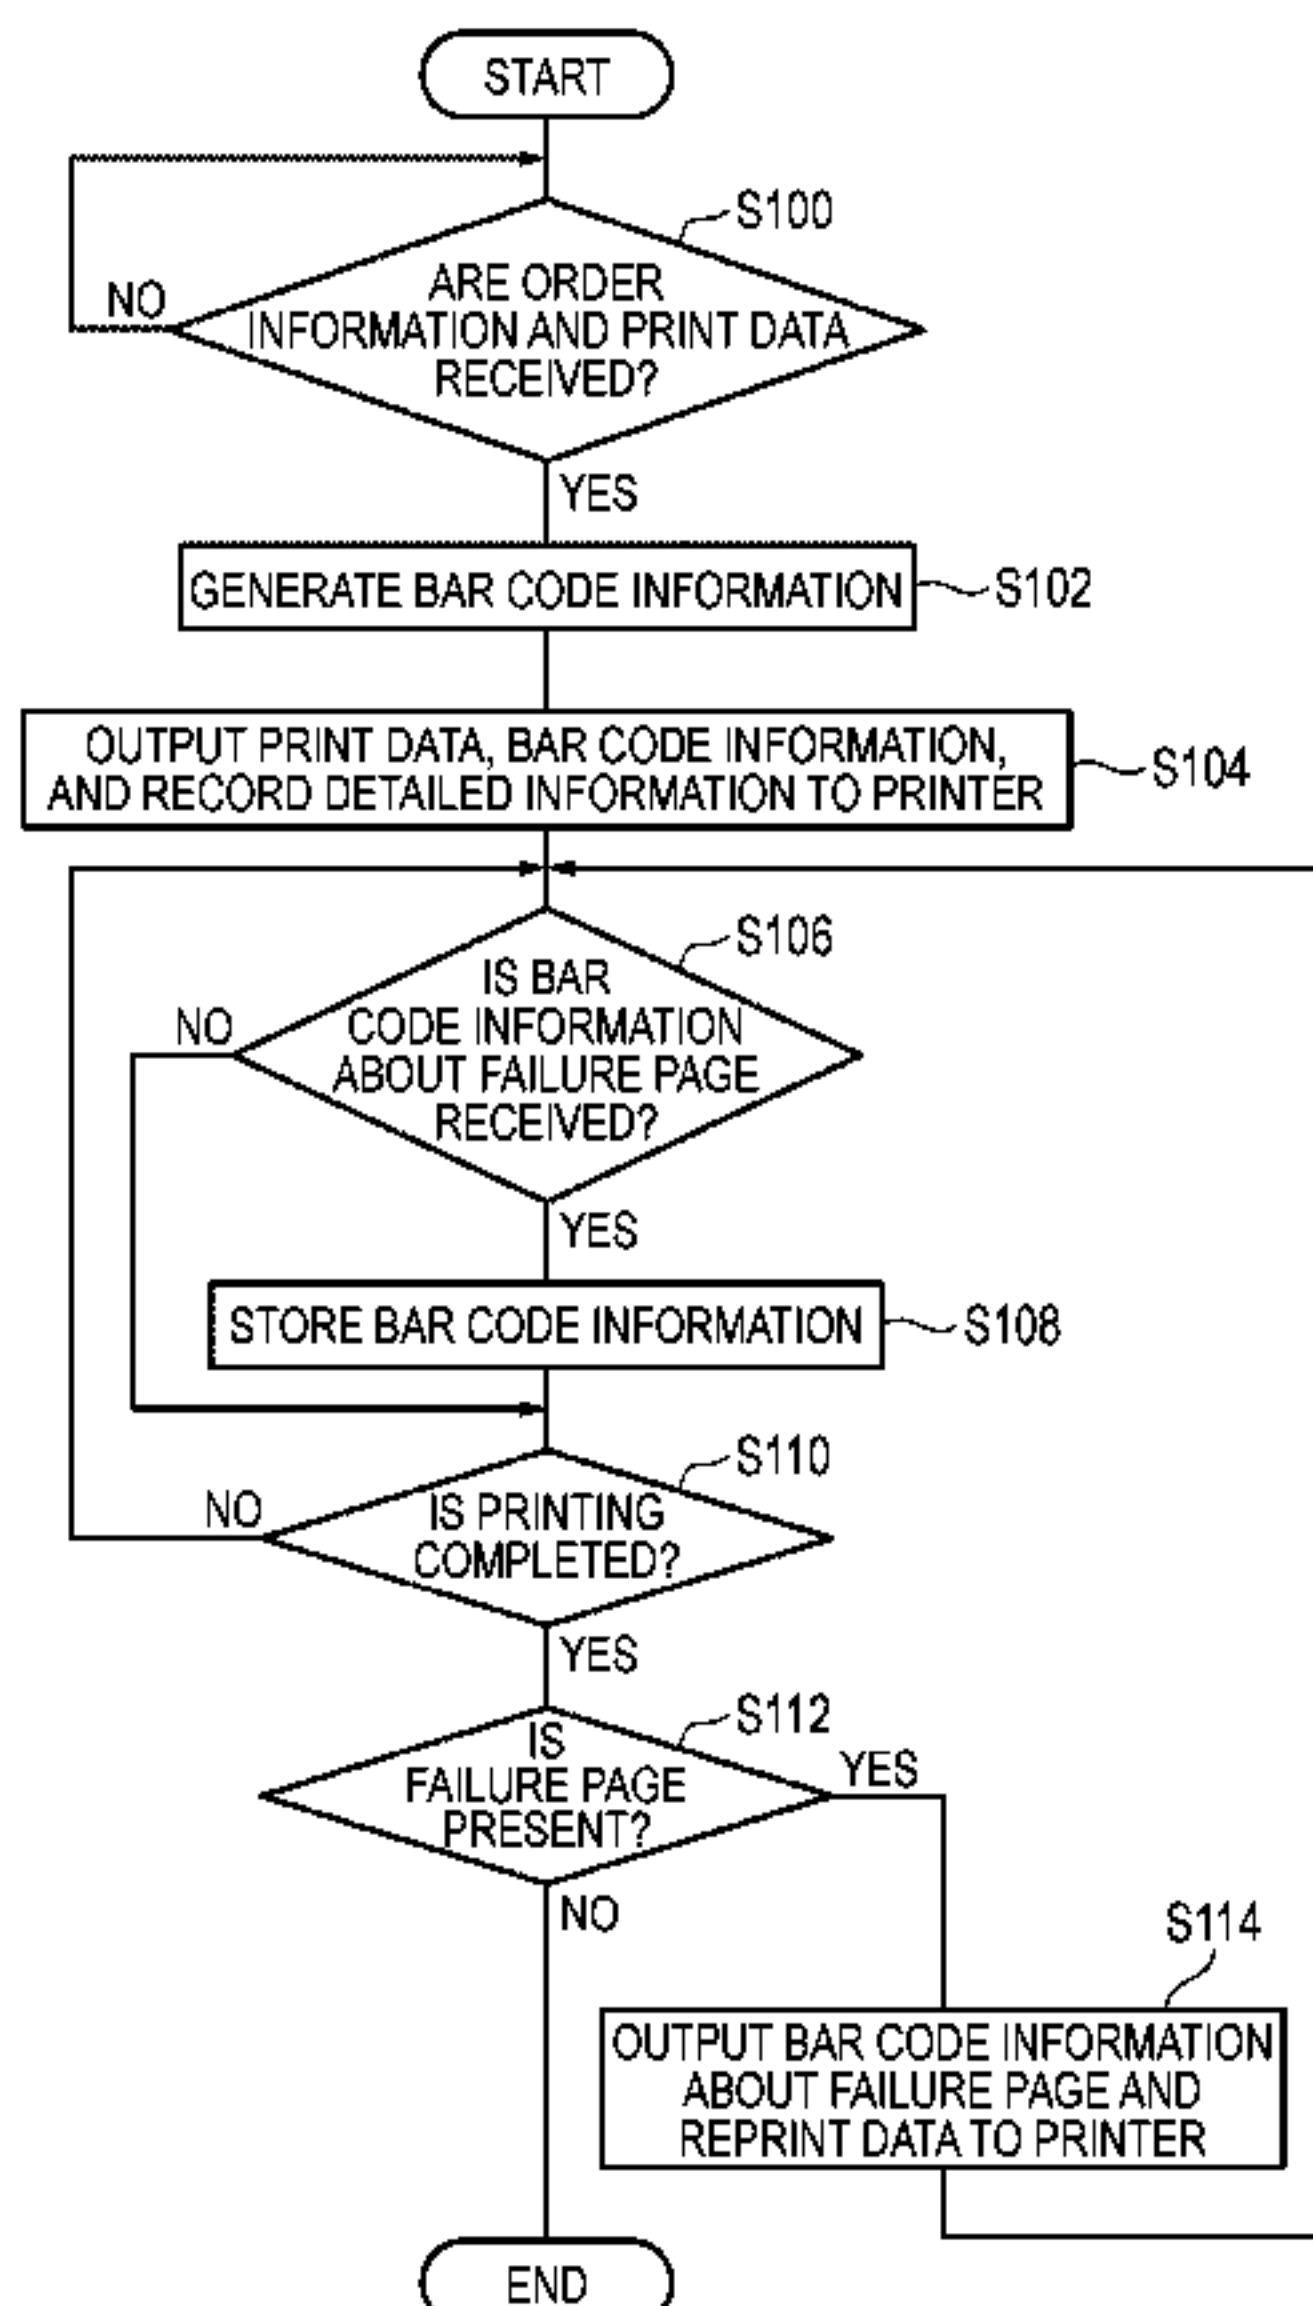 START
S100
ARE ORDER
INFORMATION AND PRINT DATA
RECEIVED?
NO
YES
GENERATE BAR CODE INFORMATION
S102
OUTPUT PRINT DATA, BAR CODE INFORMATION,
AND RECORD DETAILED INFORMATION TO PRINTER
S104
S106
IS BAR
CODE INFORMATION
ABOUT FAILURE PAGE
RECEIVED?
NO
YES
STORE BAR CODE INFORMATION
S108
S110
IS PRINTING
COMPLETED?
NO
YES
S112
IS
FAILURE PAGE
PRESENT?
YES
NO
S114
OUTPUT BAR CODE INFORMATION
ABOUT FAILURE PAGE AND
REPRINT DATA TO PRINTER
END